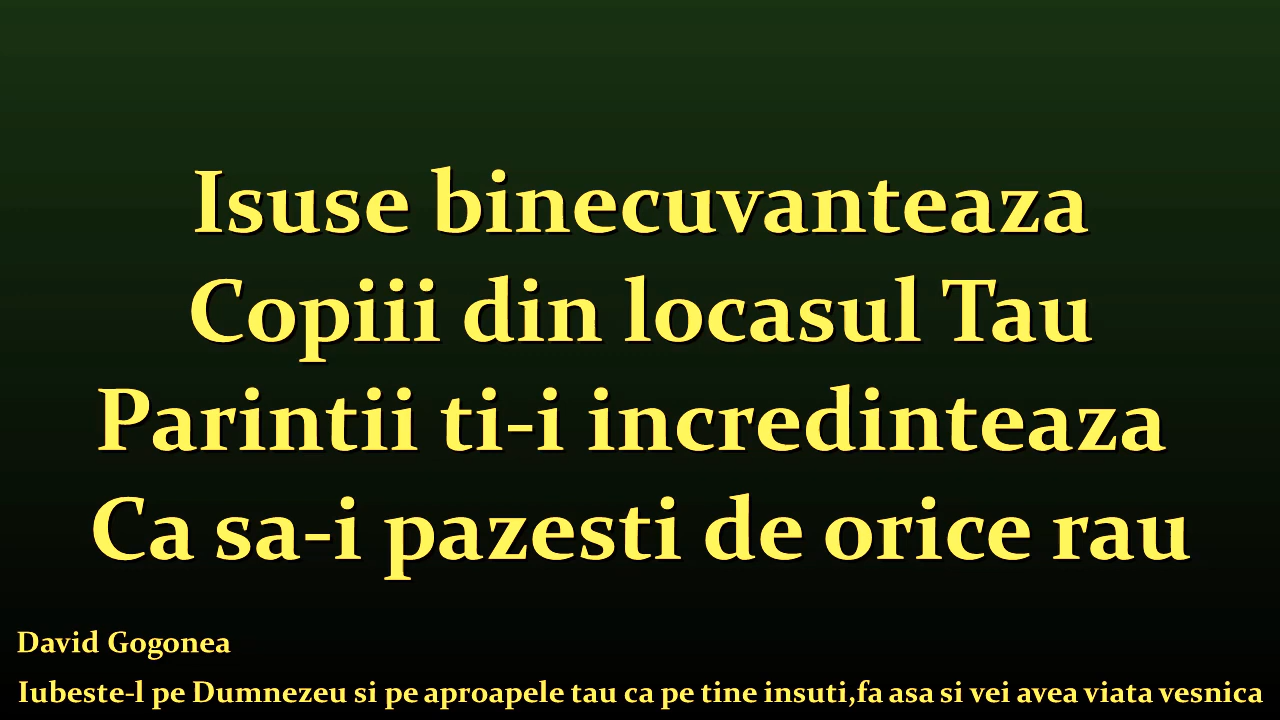 Isuse binecuvanteaza
Copiii din locasul Tau
Parintii ti-i incredinteaza
Ca sa-i pazesti de orice rau
David Gogonea
Iubeste-l pe Dumnezeu si pe aproapele tau ca pe tine insuti,fa asa si vei avea viata vesnica